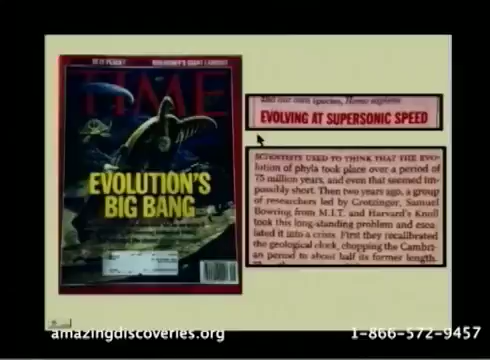 TIME
EVOLUTION'S
BIG BANG
Did our own species, Homo sapiens
EVOLVING AT SUPERSONIC SPEED
SCIENTISTS USED TO THINK THAT THE EVO-
lution of phyla took place over a period of
75 million years, and even that seemed im-
possibly short. Then two years ago, a group
of researchers led by Grotzinger, Samuel
Bowring from M.I.T. and Harvard's Knoll
took this long-standing problem and esca-
lated it into a crisis. First they recalibrated
the geological clock, chopping the Cambri-
an period to about half its former length.
amazingdiscoveries.org
1-866-572-9457